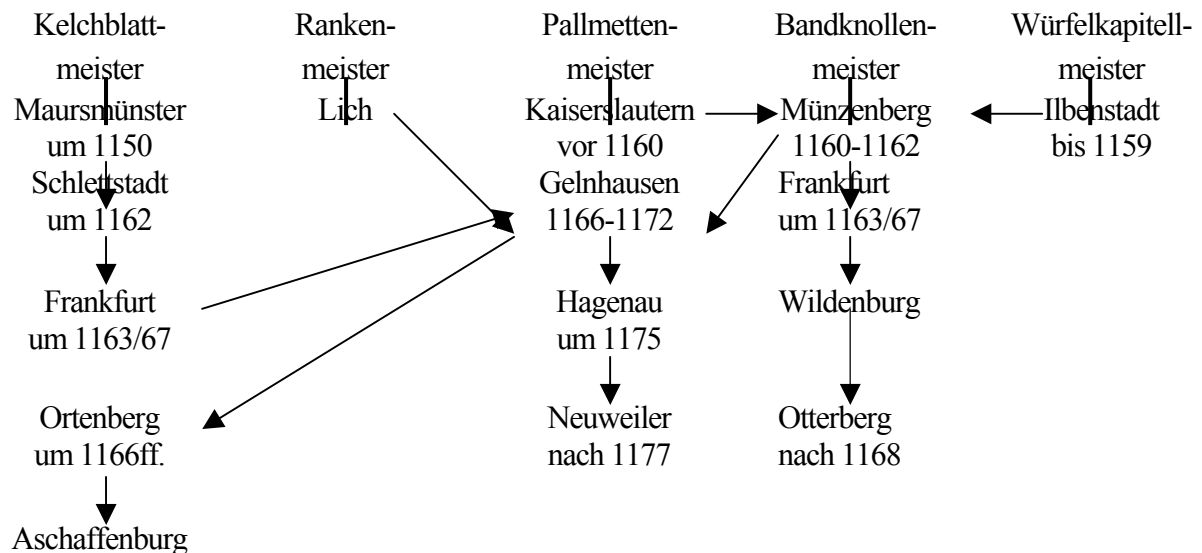 Kelchblatt- Ranken- Pallmetten- Bandknollen- Würfelkapitell-
meister meister meister meister meister
Maursmünster Lich Kaiserslautern Münzenberg Ilbenstadt
um 1150 vor 1160 1160-1162 bis 1159
Schlettstadt Gelnhausen Frankfurt
um 1162 1166-1172 um 1163/67
Frankfurt Hagenau Wildenburg
um 1163/67 um 1175
Ortenberg Neuweiler Otterberg
um 1166ff. nach 1177 nach 1168
Aschaffenburg